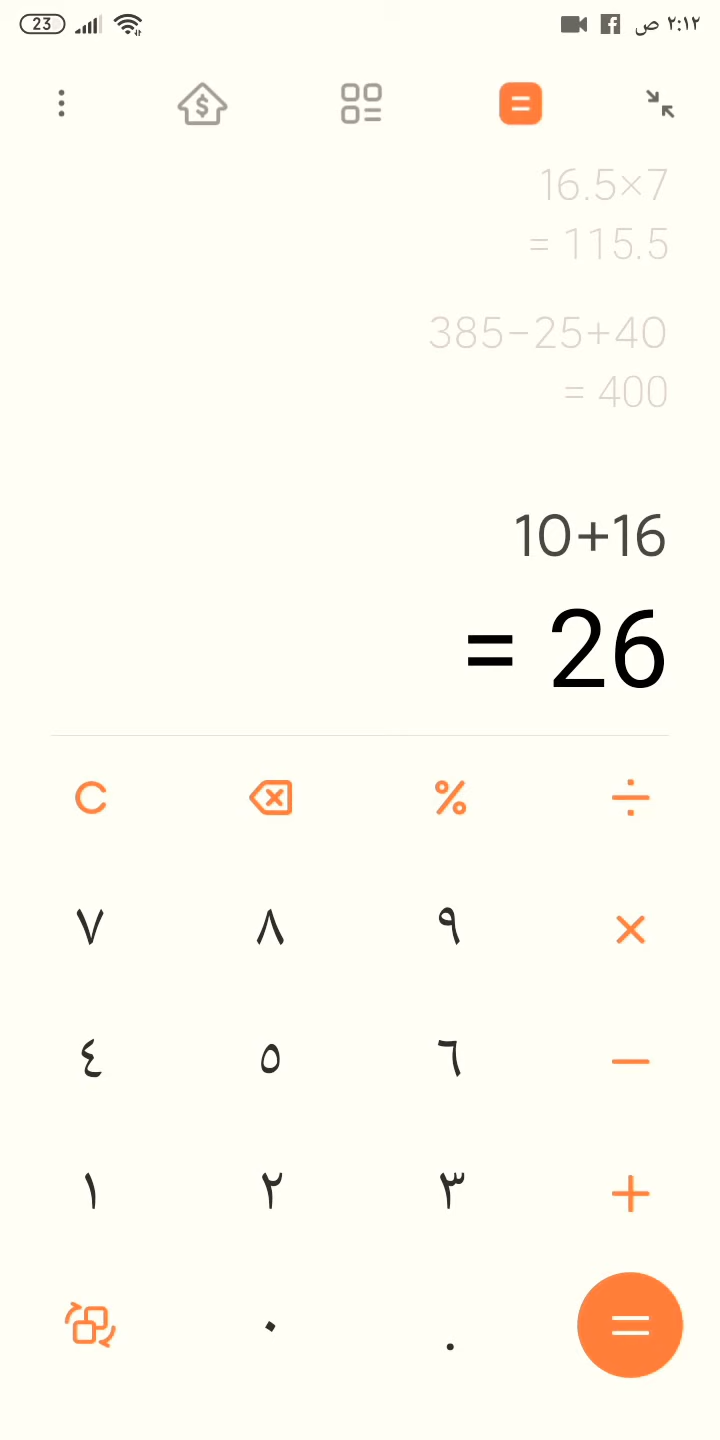 23 ٢:١٢ ص
16.5×7
= 115.5
385−25+40
= 400
10+16
= 26
C % ÷
٧ ٨ ٩ ×
٤ ٥ ٦ −
١ ٢ ٣ +
٠ . =